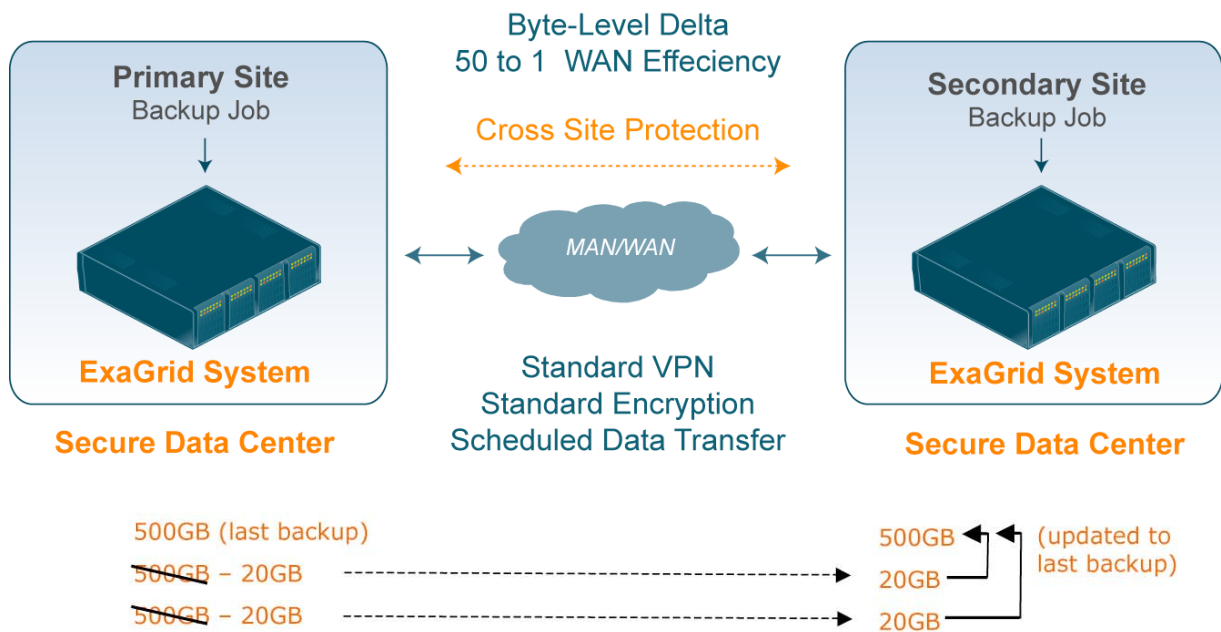 Byte-Level Delta
50 to 1 WAN Effeciency
Primary Site
Backup Job
Secondary Site
Backup Job
Cross Site Protection
MAN/WAN
ExaGrid System
ExaGrid System
Standard VPN
Standard Encryption
Scheduled Data Transfer
Secure Data Center
Secure Data Center
500GB (last backup)
500GB – 20GB
500GB – 20GB
500GB
20GB
20GB
(updated to
last backup)